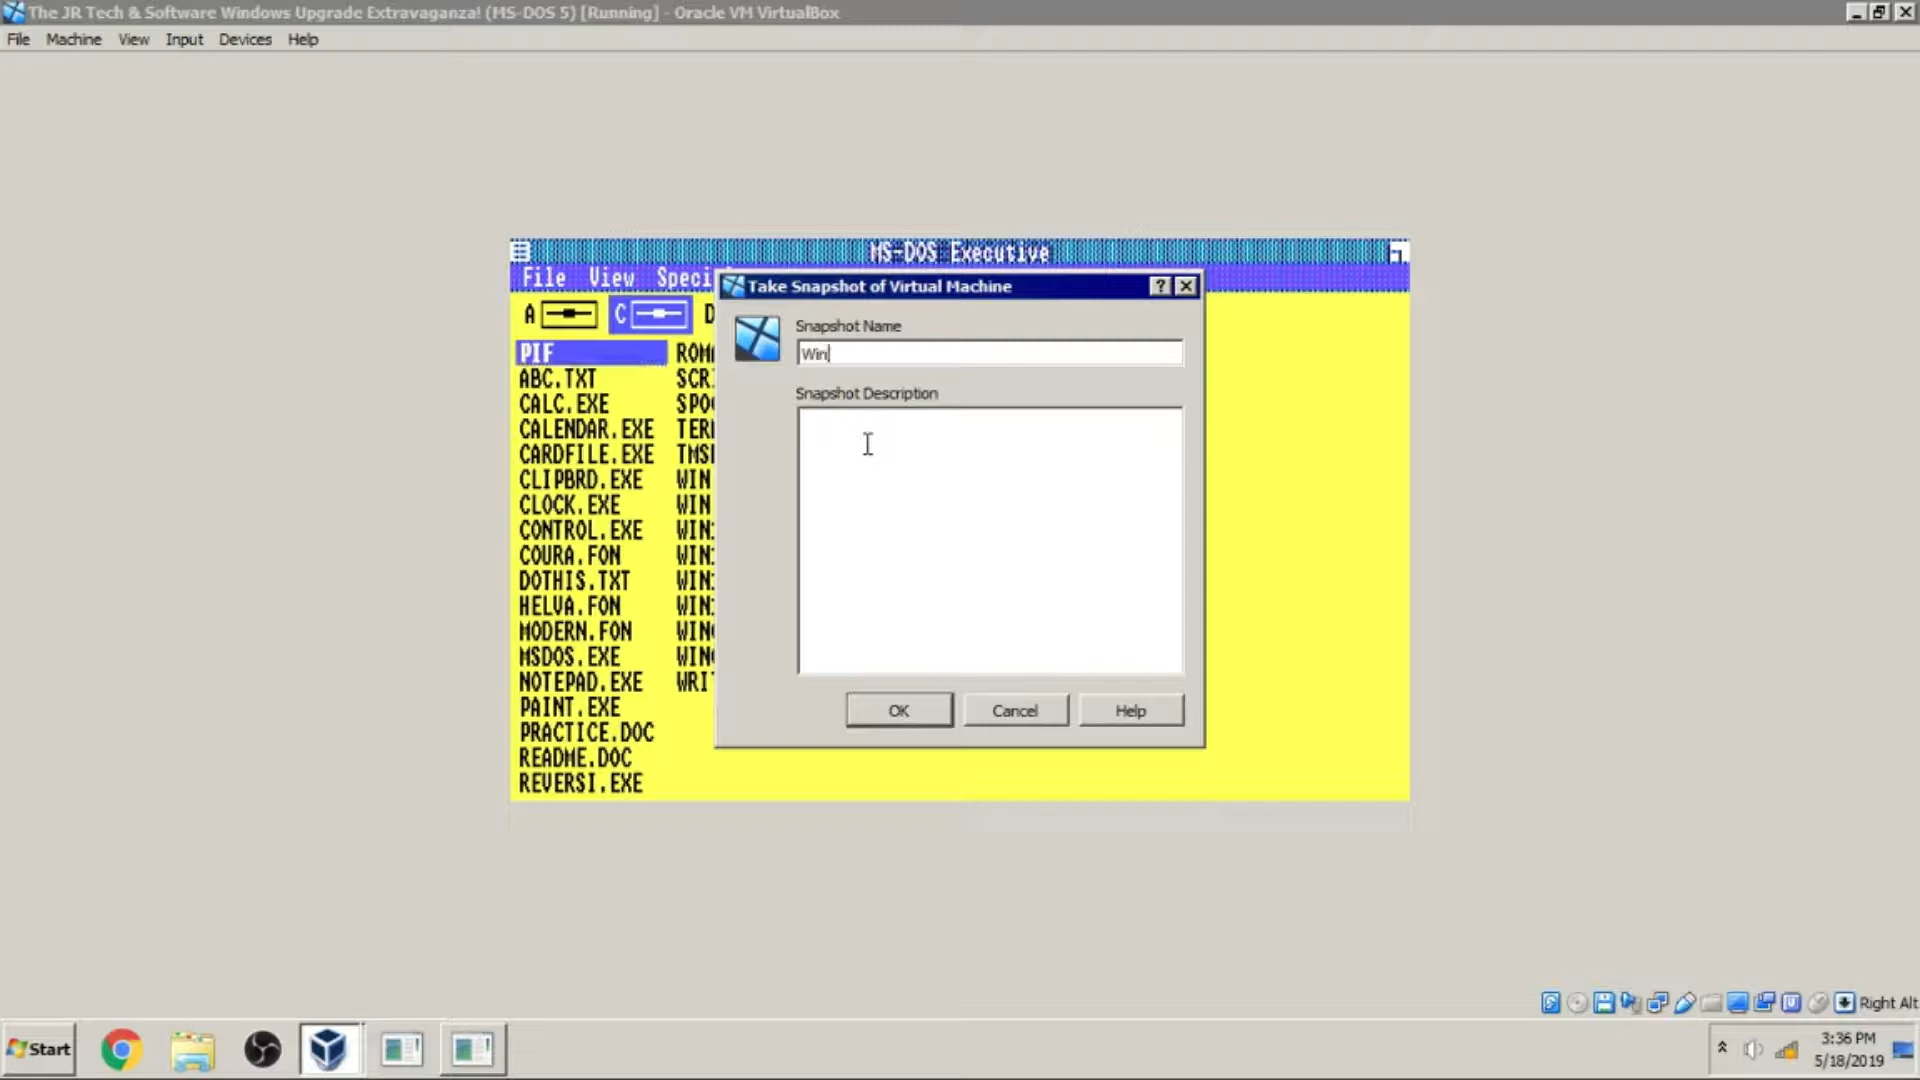 The JR Tech & Software Windows Upgrade Extravaganza! (MS-DOS 5) [Running] - Oracle VM VirtualBox
File Machine View Input Devices Help
MS-DOS Executive
File View Speci
Take Snapshot of Virtual Machine
A C D
Snapshot Name
Win
Snapshot Description
PIF ROM
ABC.TXT SCR
CALC.EXE SPO
CALENDAR.EXE TER
CARDFILE.EXE TMS
CLIPBRD.EXE WIN
CLOCK.EXE WIN
CONTROL.EXE WIN
COURA.FON WIN
DOTHIS.TXT WIN
HELVA.FON WIN
MODERN.FON WIN
MSDOS.EXE WIN
NOTEPAD.EXE WRI
PAINT.EXE
PRACTICE.DOC
README.DOC
REVERSI.EXE
OK Cancel Help
Right Alt
Start
3:36 PM
5/18/2019